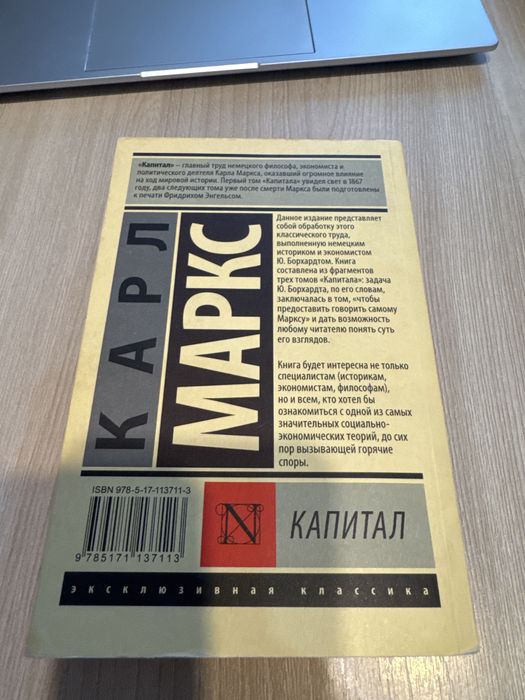 «Капитал» – главный труд немецкого философа, экономиста и
политического деятеля Карла Маркса, оказавший огромное влияние
на ход мировой истории. Первый том «Капитала» увидел свет в 1867
году, два следующих тома уже после смерти Маркса были подготовлены
к печати Фридрихом Энгельсом.
КАРЛ
МАРКС
Данное издание представляет
собой обработку этого
классического труда,
выполненную немецким
историком и экономистом
Ю. Борхардтом. Книга
составлена из фрагментов
трех томов «Капитала»: задача
Ю. Борхардта, по его словам,
заключалась в том, «чтобы
предоставить говорить самому
Марксу» и дать возможность
любому читателю понять суть
его взглядов.
Книга будет интересна не только
специалистам (историкам,
экономистам, философам),
но и всем, кто хотел бы
ознакомиться с одной из самых
значительных социально-
экономических теорий, до сих
пор вызывающей горячие
споры.
ISBN 978-5-17-113711-3
9 785171 137113
N
КАПИТАЛ
эксклюзивная классика